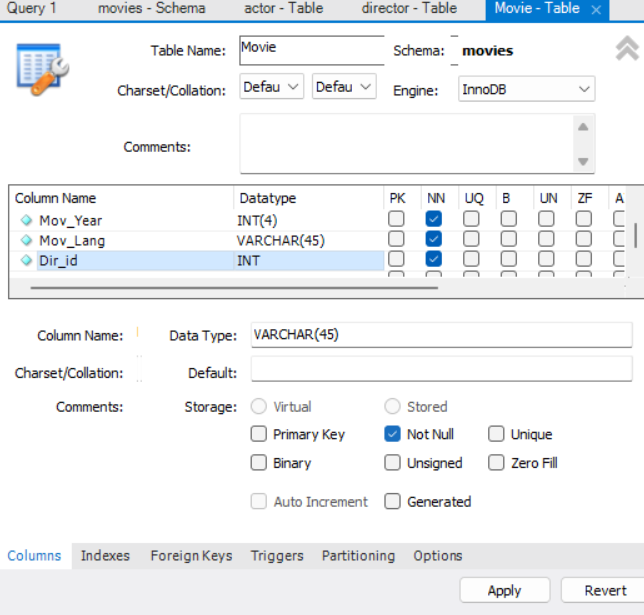 Query 1 movies - Schema actor - Table director - Table Movie - Table ×
Table Name: Movie Schema: movies
Charset/Collation: Defau Defau Engine: InnoDB
Comments:
Column Name Datatype PK NN UQ B UN ZF A
Mov_Year INT(4)
Mov_Lang VARCHAR(45)
Dir_id INT
Column Name: Data Type: VARCHAR(45)
Charset/Collation: Default:
Comments: Storage: Virtual Stored
Primary Key Not Null Unique
Binary Unsigned Zero Fill
Auto Increment Generated
Columns Indexes Foreign Keys Triggers Partitioning Options
Apply Revert